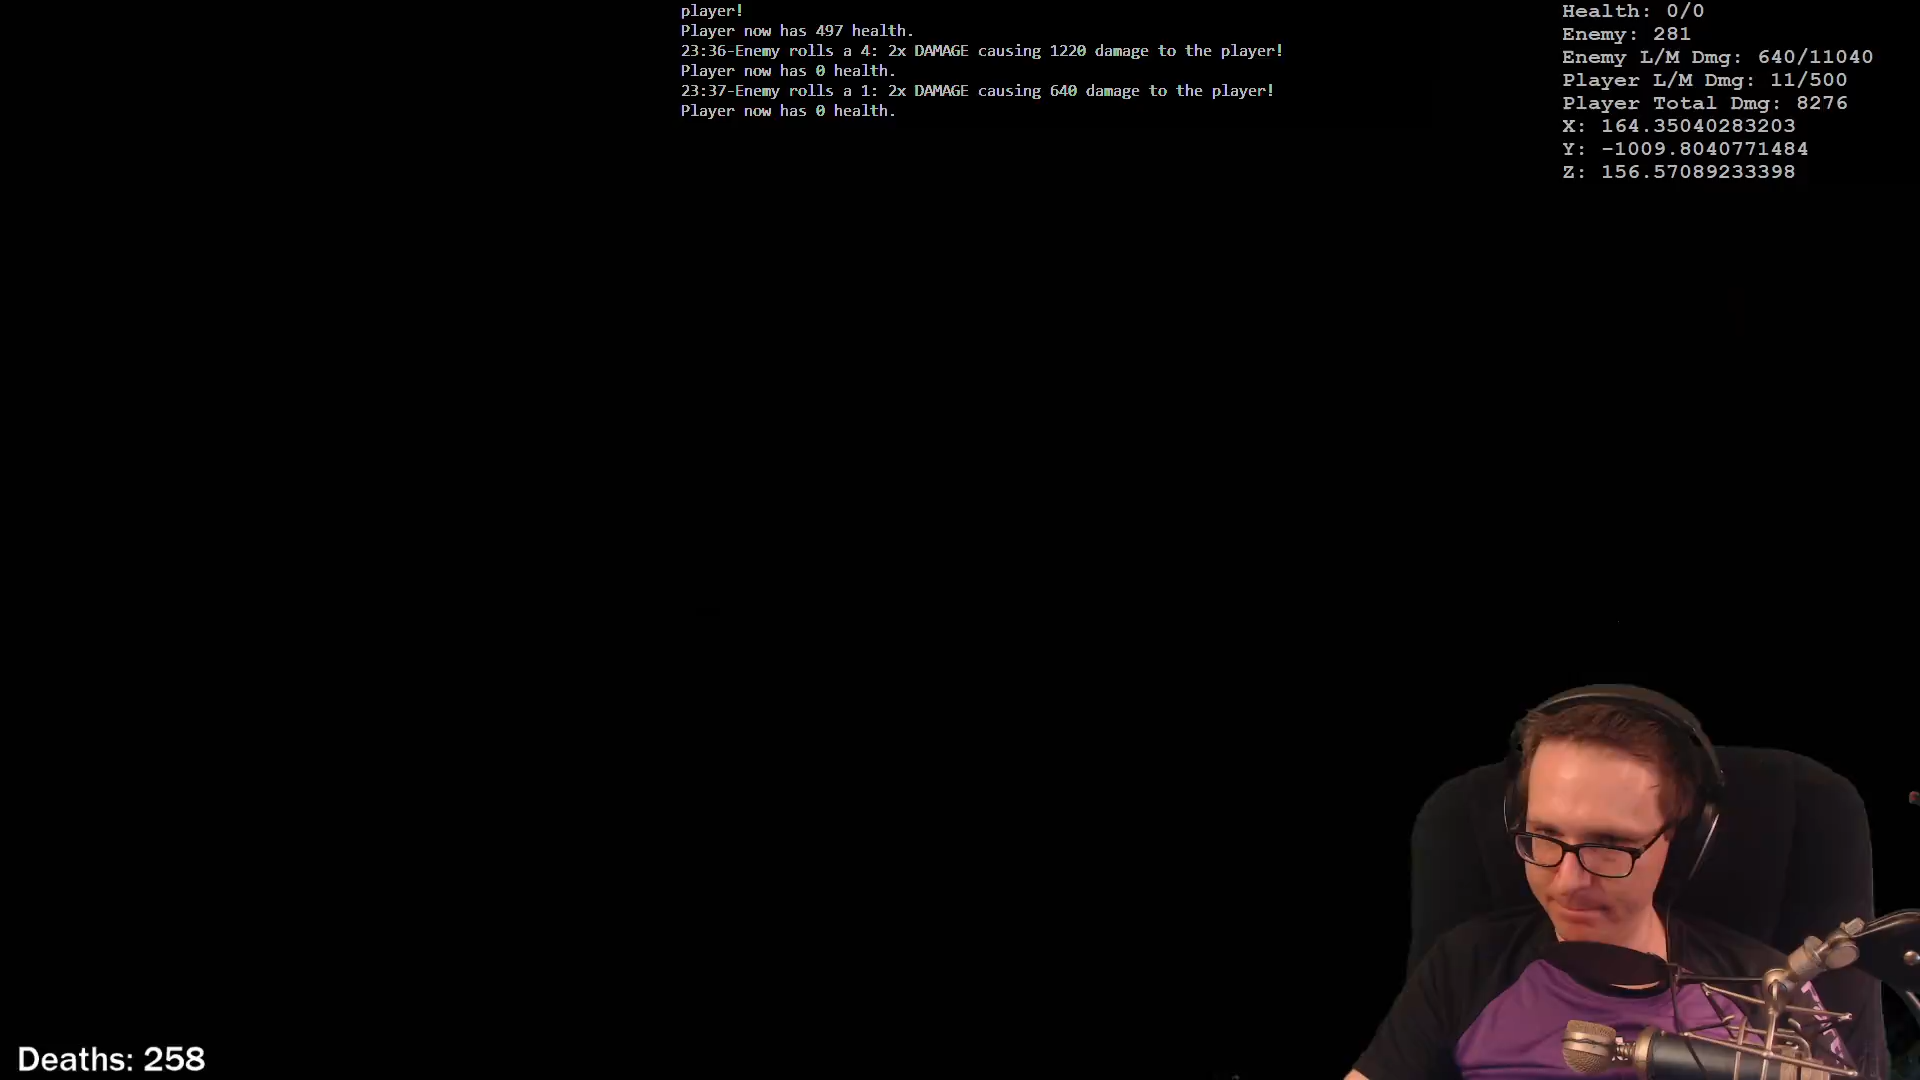 player!
Player now has 497 health.
23:36-Enemy rolls a 4: 2x DAMAGE causing 1220 damage to the player!
Player now has 0 health.
23:37-Enemy rolls a 1: 2x DAMAGE causing 640 damage to the player!
Player now has 0 health.
Health: 0/0
Enemy: 281
Enemy L/M Dmg: 640/11040
Player L/M Dmg: 11/500
Player Total Dmg: 8276
X: 164.35040283203
Y: -1009.8040771484
Z: 156.57089233398
Deaths: 258